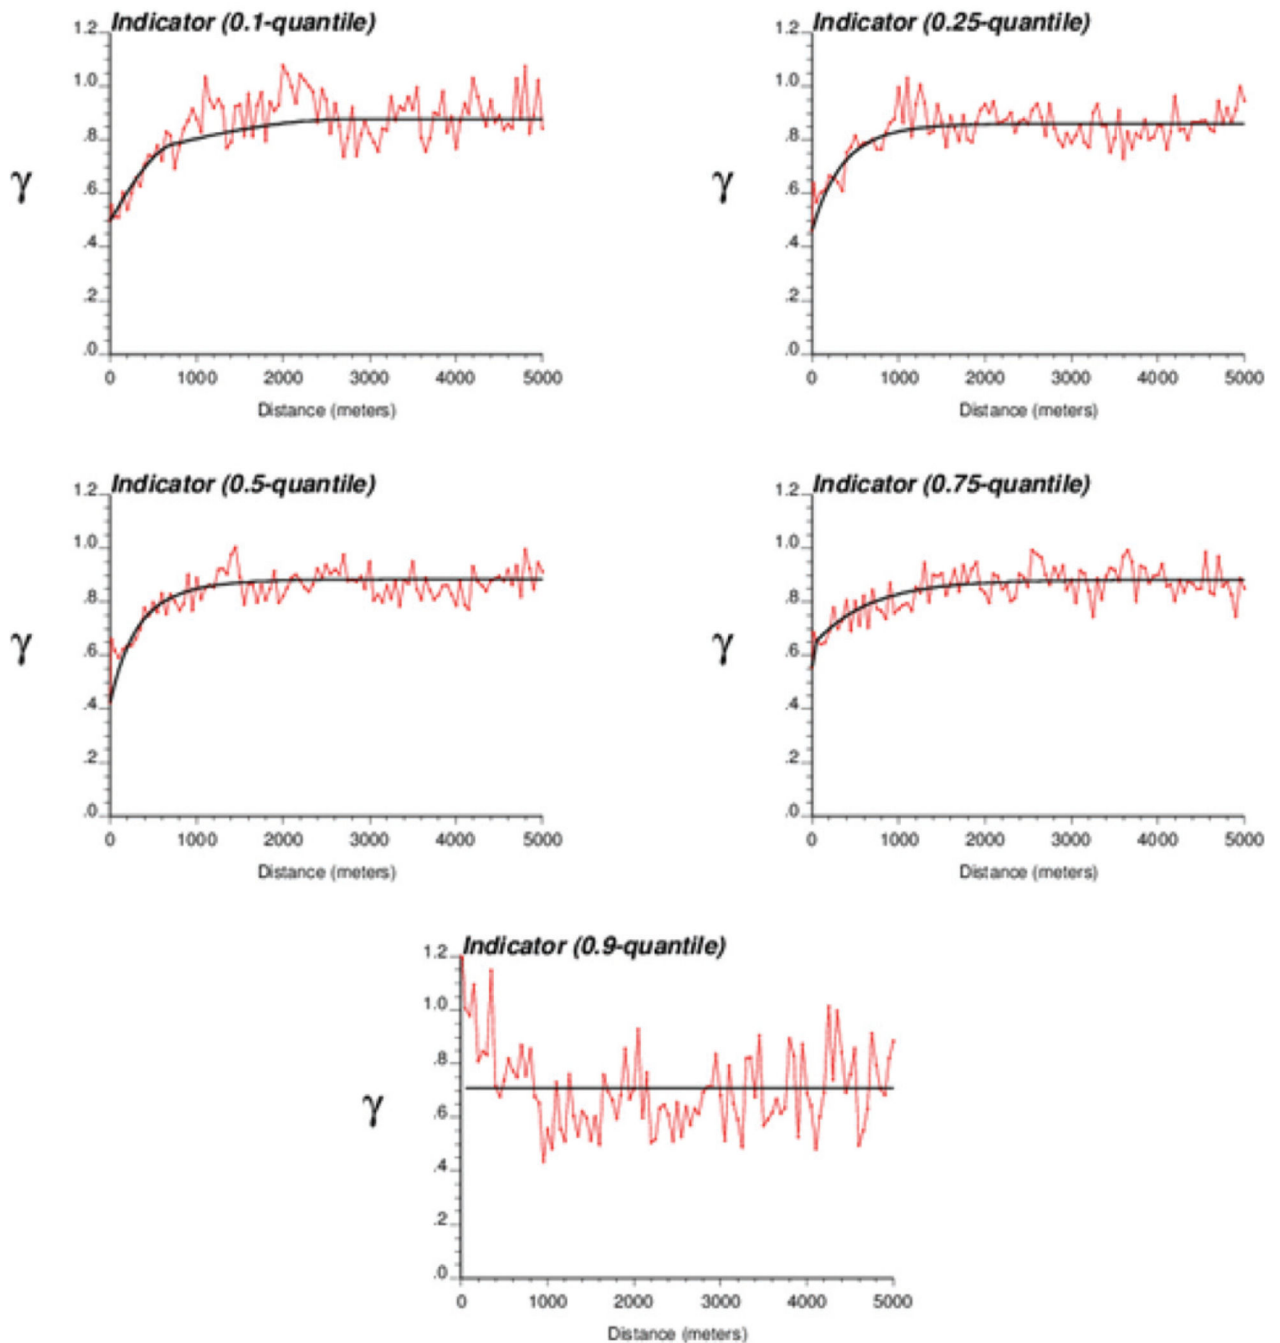 Indicator (0.1-quantile)
1.2
1.0
.8
.6
.4
.2
.0
γ
0 1000 2000 3000 4000 5000
Distance (meters)
Indicator (0.25-quantile)
1.2
1.0
.8
.6
.4
.2
.0
γ
0 1000 2000 3000 4000 5000
Distance (meters)
Indicator (0.5-quantile)
1.2
1.0
.8
.6
.4
.2
.0
γ
0 1000 2000 3000 4000 5000
Distance (meters)
Indicator (0.75-quantile)
1.2
1.0
.8
.6
.4
.2
.0
γ
0 1000 2000 3000 4000 5000
Distance (meters)
Indicator (0.9-quantile)
1.2
1.0
.8
.6
.4
.2
.0
γ
0 1000 2000 3000 4000 5000
Distance (meters)